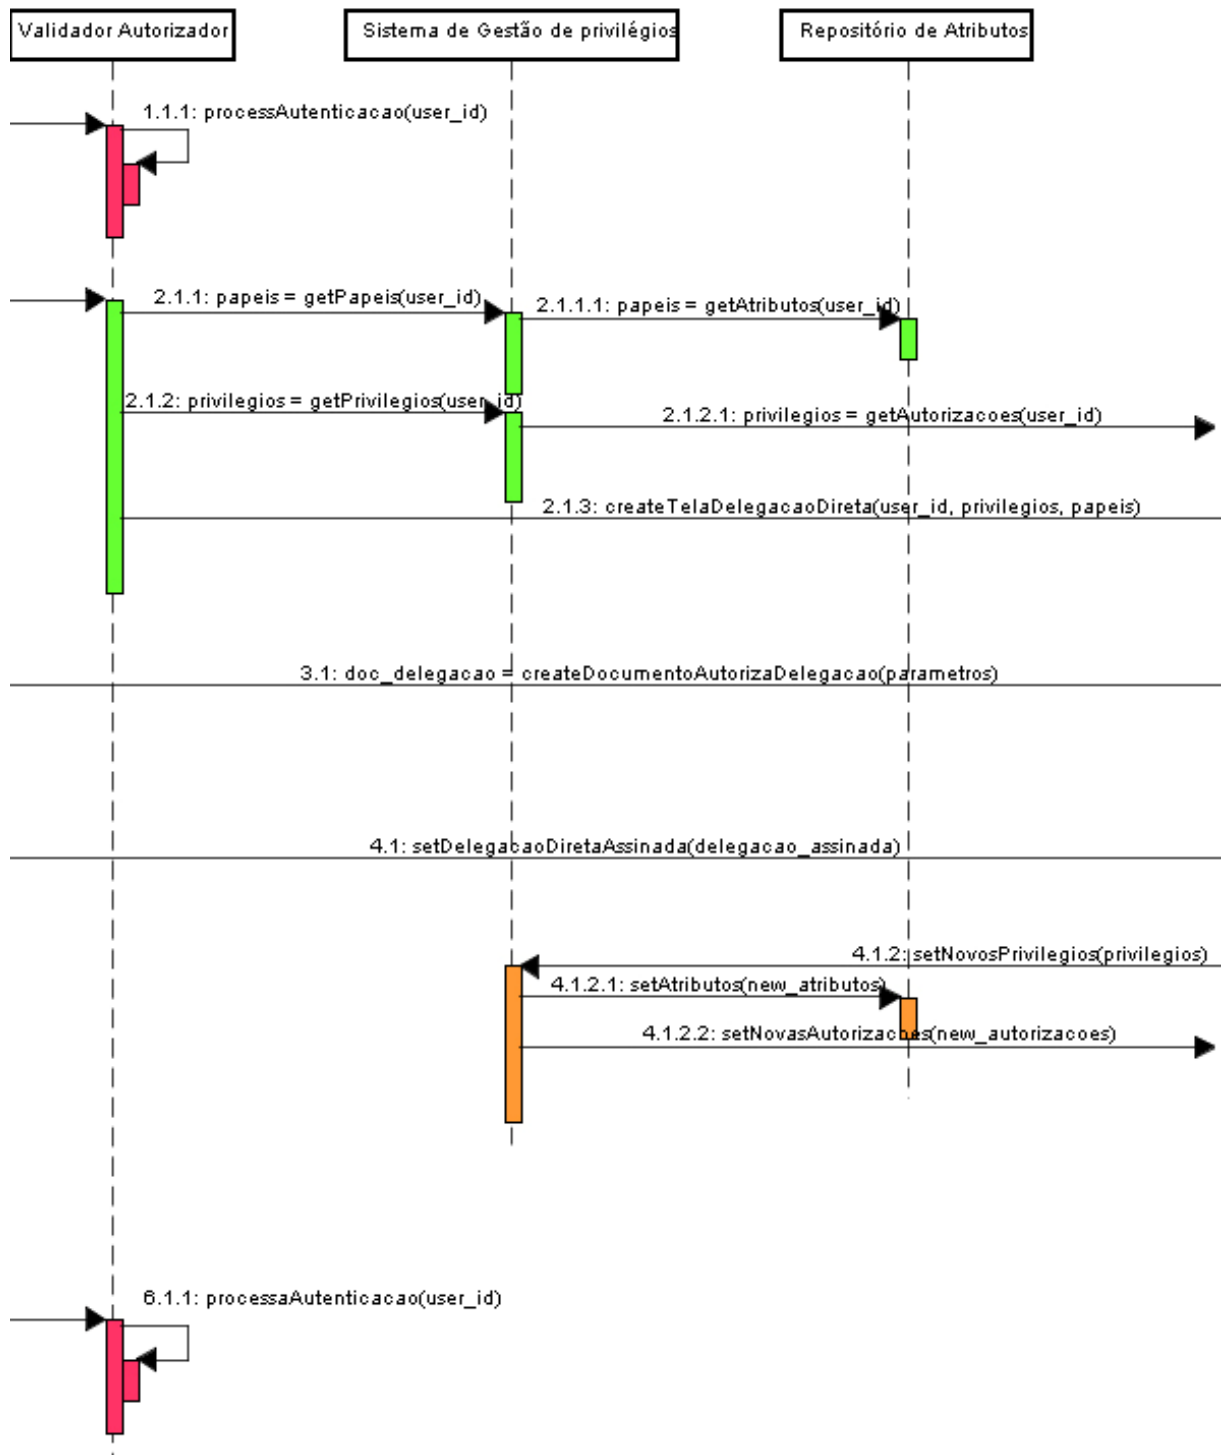 Validador Autorizador
Sistema de Gestão de privilégios
Repositório de Atributos
1.1.1: processAutenticacao(user_id)
2.1.1: papeis = getPapeis(user_id)
2.1.1.1: papeis = getAtributos(user_id)
2.1.2: privilegios = getPrivilegios(user_id)
2.1.2.1: privilegios = getAutorizacoes(user_id)
2.1.3: createTelaDelegacaoDireta(user_id, privilegios, papeis)
3.1: doc_delegacao = createDocumentoAutorizaDelegacao(parametros)
4.1: setDelegacaoDiretaAssinada(delegacao_assinada)
4.1.2: setNovosPrivilegios(privilegios)
4.1.2.1: setAtributos(new_atributos)
4.1.2.2: setNovasAutorizacoes(new_autorizacoes)
6.1.1: processaAutenticacao(user_id)